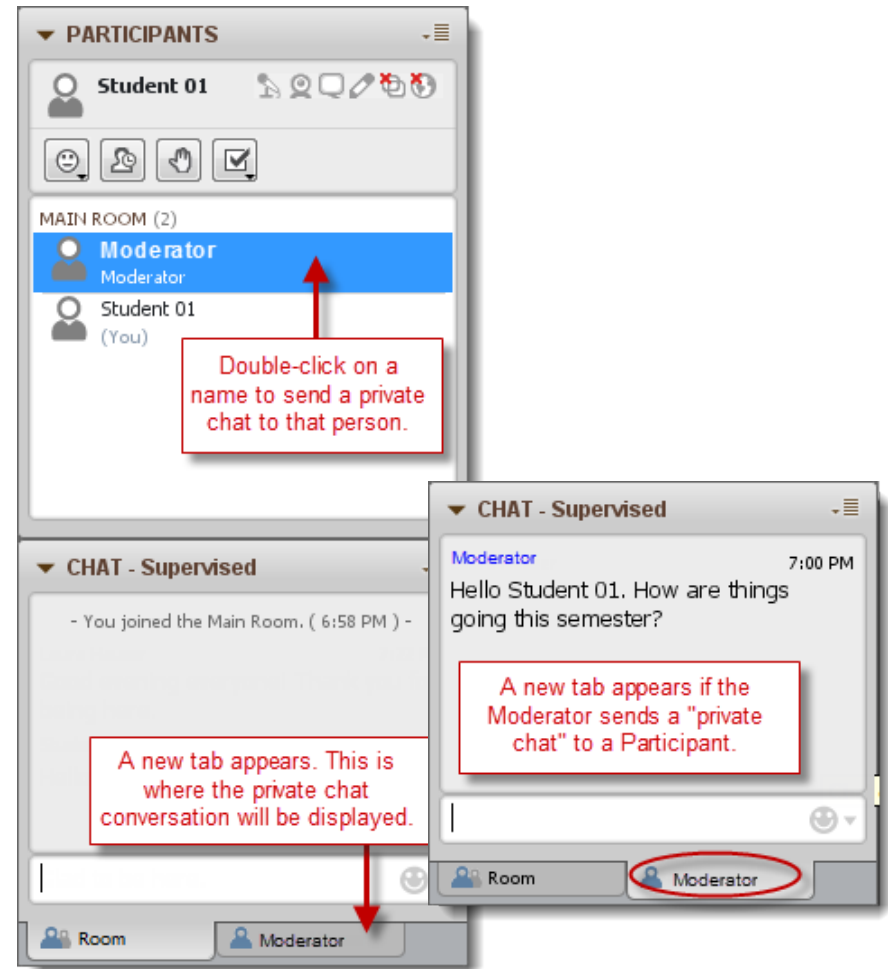 PARTICIPANTS
Student 01
MAIN ROOM (2)
Moderator
Moderator
Student 01
(You)
Double-click on a
name to send a private
chat to that person.
CHAT - Supervised
- You joined the Main Room. ( 6:58 PM ) -
A new tab appears. This is
where the private chat
conversation will be displayed.
Room
Moderator
CHAT - Supervised
Moderator
7:00 PM
Hello Student 01. How are things
going this semester?
A new tab appears if the
Moderator sends a "private
chat" to a Participant.
Room
Moderator